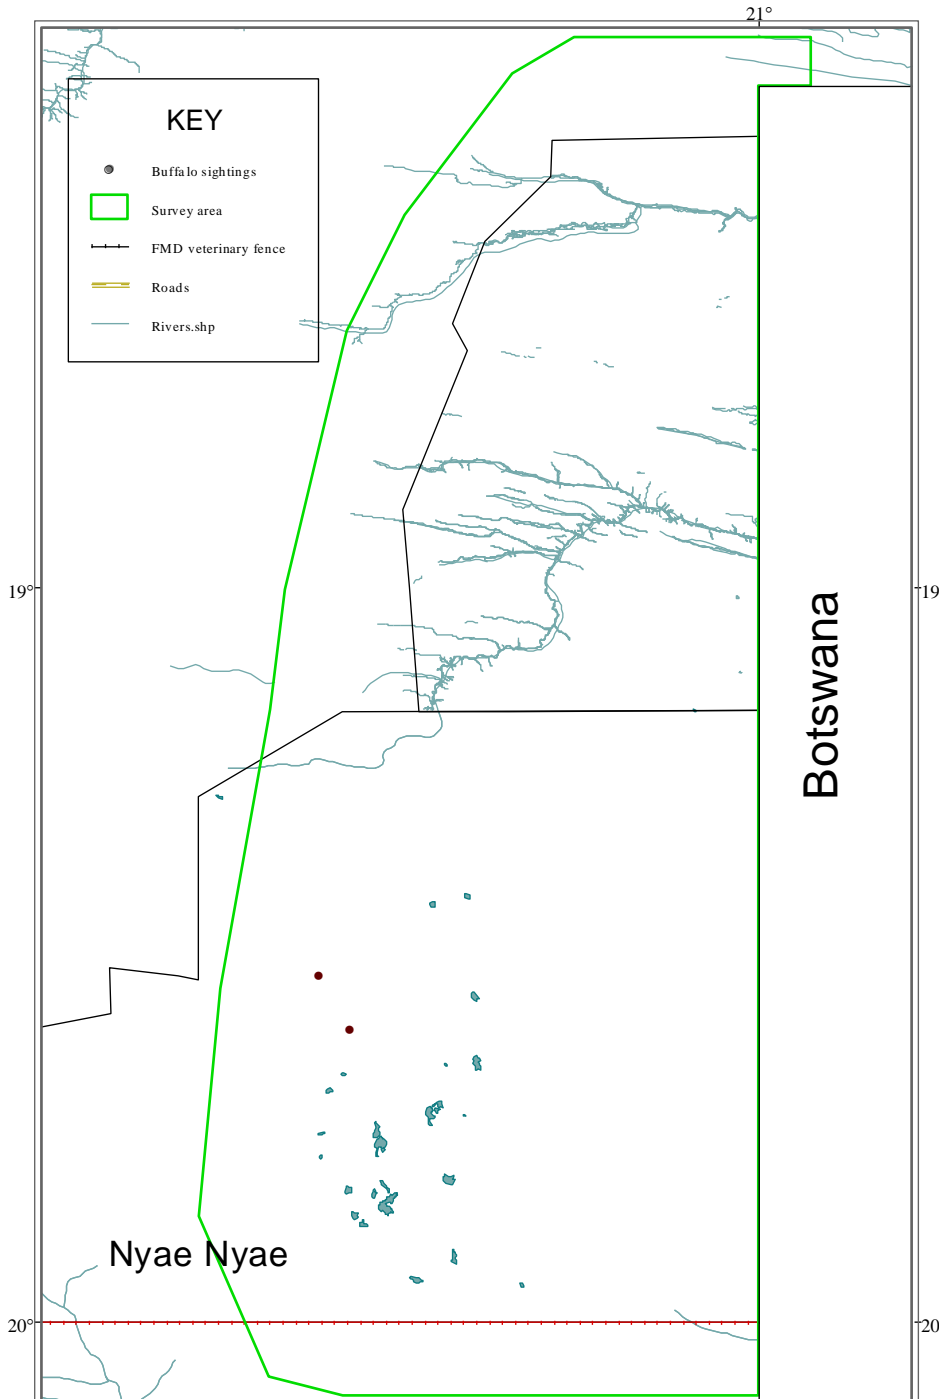 21°
KEY
Buffalo sightings
Survey area
FMD veterinary fence
Roads
Rivers.shp
19°
19
Botswana
Nyae Nyae
20°
20